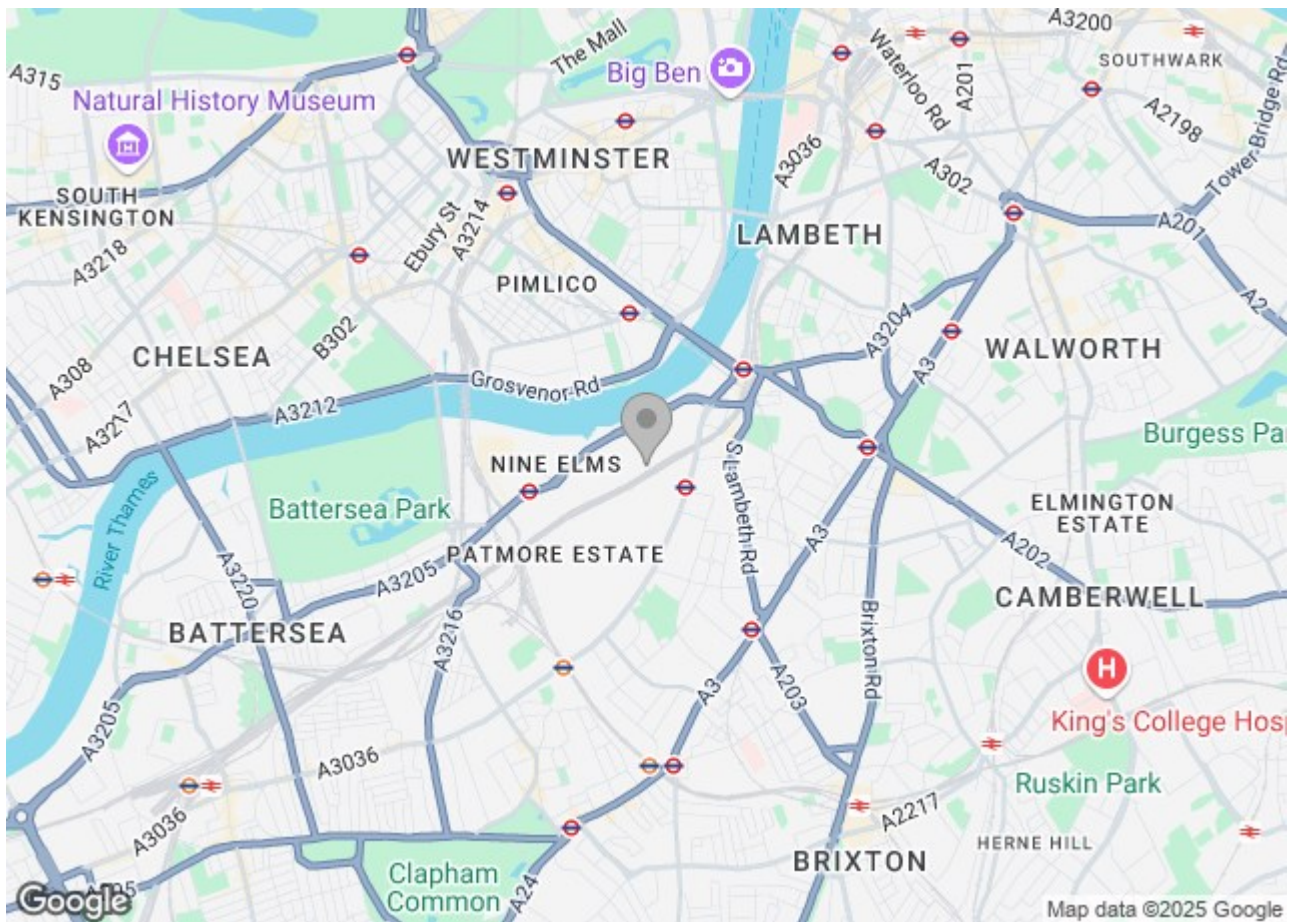 A3200
The Mall
Waterloo Rd
A201
SOUTHWARK
A315
Big Ben
Natural History Museum
A2198
Tower Bridge Rd
WESTMINSTER
A3036
A302
SOUTH
KENSINGTON
Ebury St
A3214
A201
LAMBETH
A3218
PIMLICO
A2
B302
A3204
A308
CHELSEA
A3
WALWORTH
Grosvenor Rd
A3212
A3217
Burgess Pa
NINE ELMS
S Lambeth Rd
River Thames
Battersea Park
A3
ELMINGTON
ESTATE
PATMORE ESTATE
A202
A3205
A3220
CAMBERWELL
BATTERSEA
A3216
Brixton Rd
H
A3
A203
A3205
King's College Hos
A3036
Ruskin Park
A3036
A2217
HERNE HILL
BRIXTON
Clapham
Common
A24
Google
Map data ©2025 Google